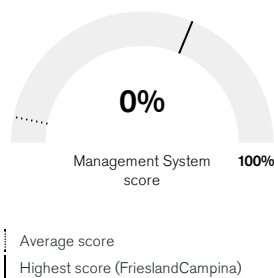 0%
Management System
score
100%
Average score
Highest score (FrieslandCampina)